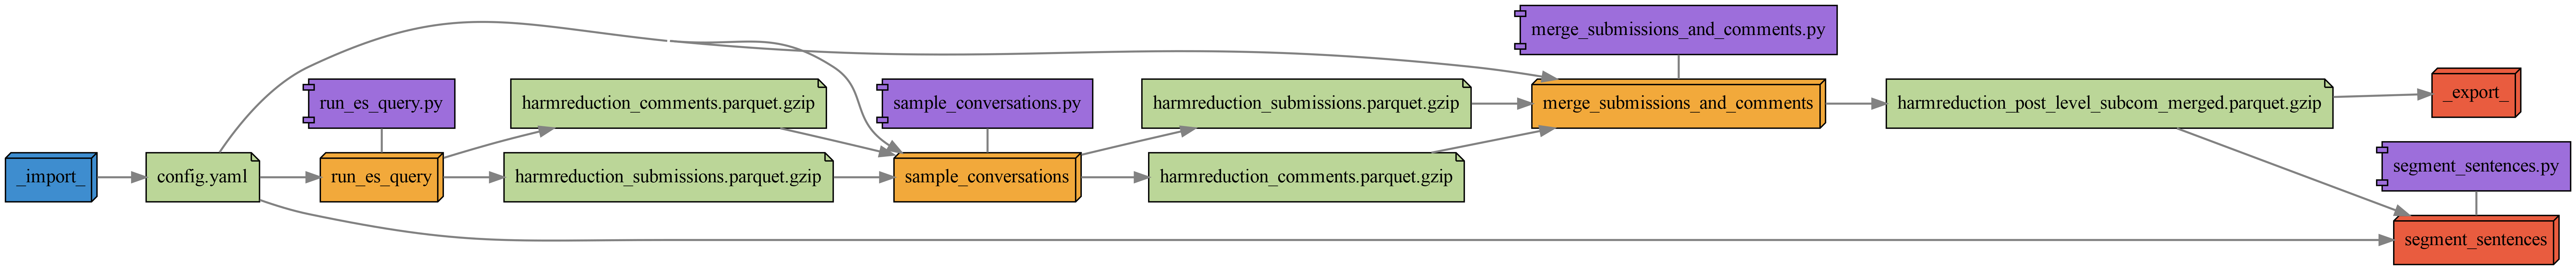 merge_submissions_and_comments.py
run_es_query.py
harmreduction_comments.parquet.gzip
sample_conversations.py
harmreduction_submissions.parquet.gzip
merge_submissions_and_comments
harmreduction_post_level_subcom_merged.parquet.gzip
_export_
_import_
config.yaml
run_es_query
harmreduction_submissions.parquet.gzip
sample_conversations
harmreduction_comments.parquet.gzip
segment_sentences.py
segment_sentences